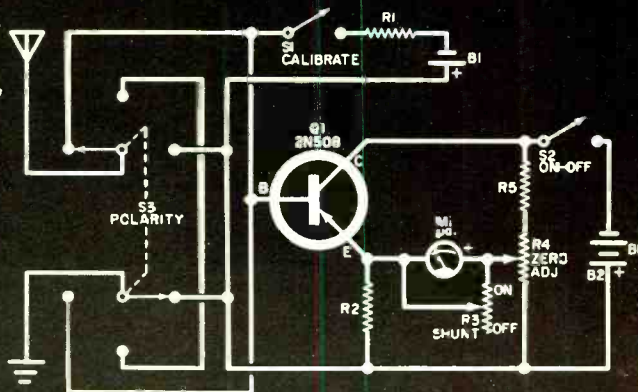 S1
CALIBRATE
R1
B1
+
Q1
2N508
C
B
E
S2
ON-OFF
S3
POLARITY
R5
M1
µa.
+
R4
ZERO
ADJ
B2
+
R2
ON
R3
SHUNT
OFF